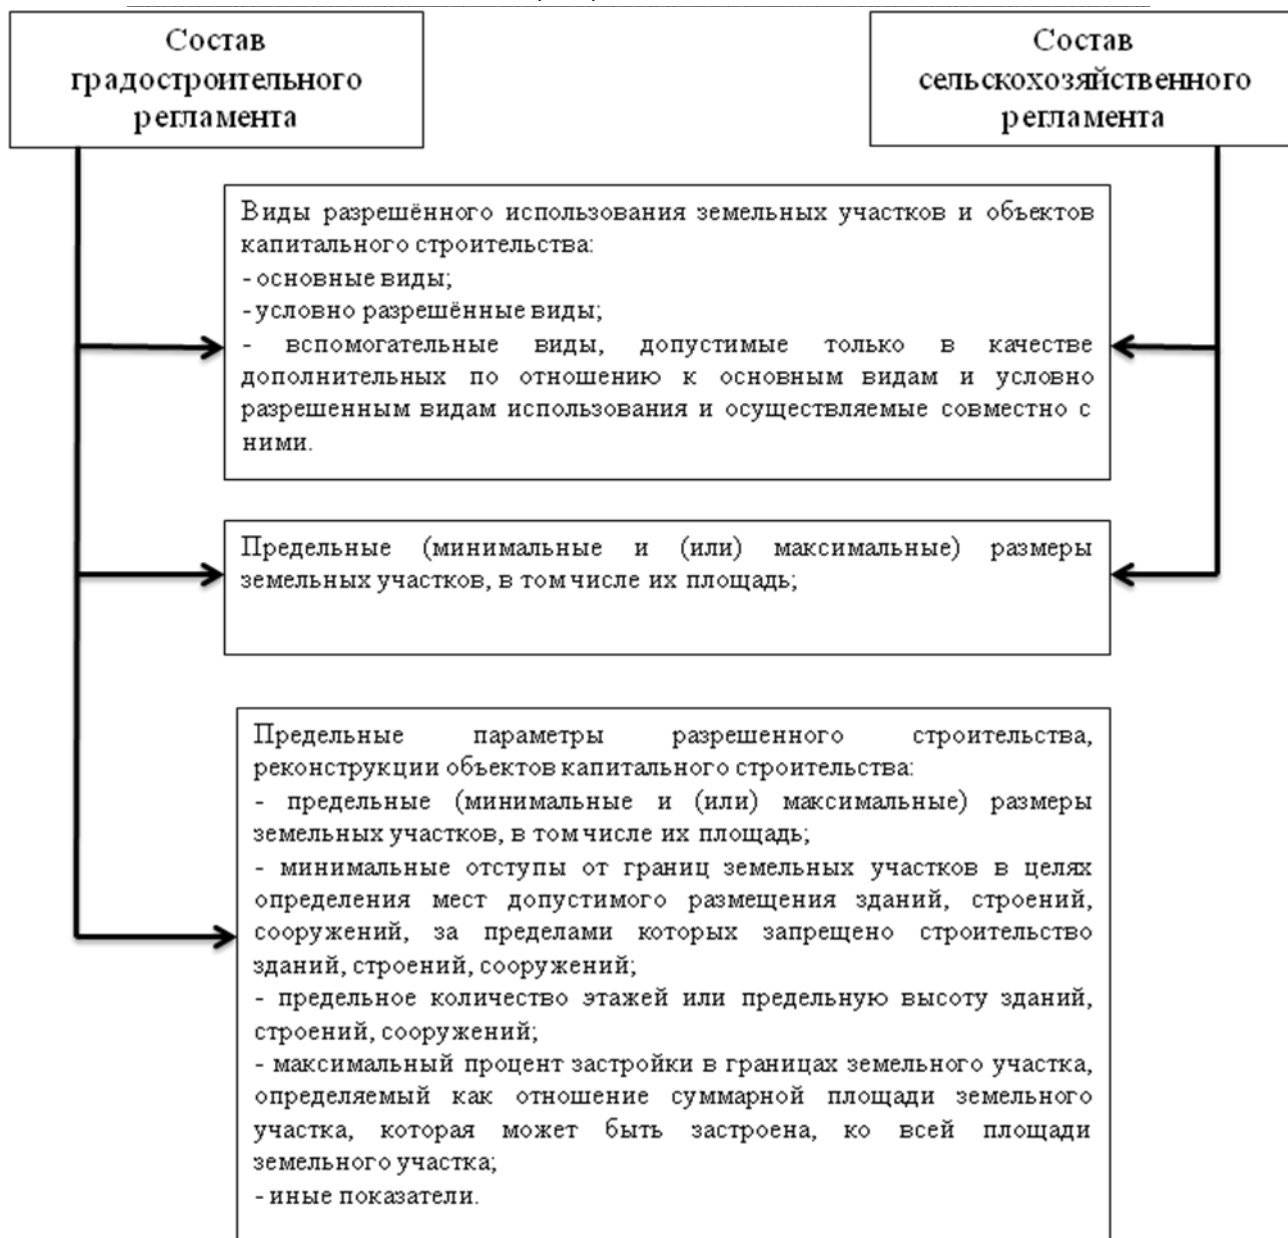 Состав
градостроительного
регламента
Состав
сельскохозяйственного
регламента
Виды разрешённого использования земельных участков и объектов
капитального строительства:
- основные виды;
- условно разрешённые виды;
- вспомогательные виды, допустимые только в качестве
дополнительных по отношению к основным видам и условно
разрешенным видам использования и осуществляемые совместно с
ними.
Предельные (минимальные и (или) максимальные) размеры
земельных участков, в том числе их площадь;
Предельные параметры разрешенного строительства,
реконструкции объектов капитального строительства:
- предельные (минимальные и (или) максимальные) размеры
земельных участков, в том числе их площадь;
- минимальные отступы от границ земельных участков в целях
определения мест допустимого размещения зданий, строений,
сооружений, за пределами которых запрещено строительство
зданий, строений, сооружений;
- предельное количество этажей или предельную высоту зданий,
строений, сооружений;
- максимальный процент застройки в границах земельного участка,
определяемый как отношение суммарной площади земельного
участка, которая может быть застроена, ко всей площади
земельного участка;
- иные показатели.